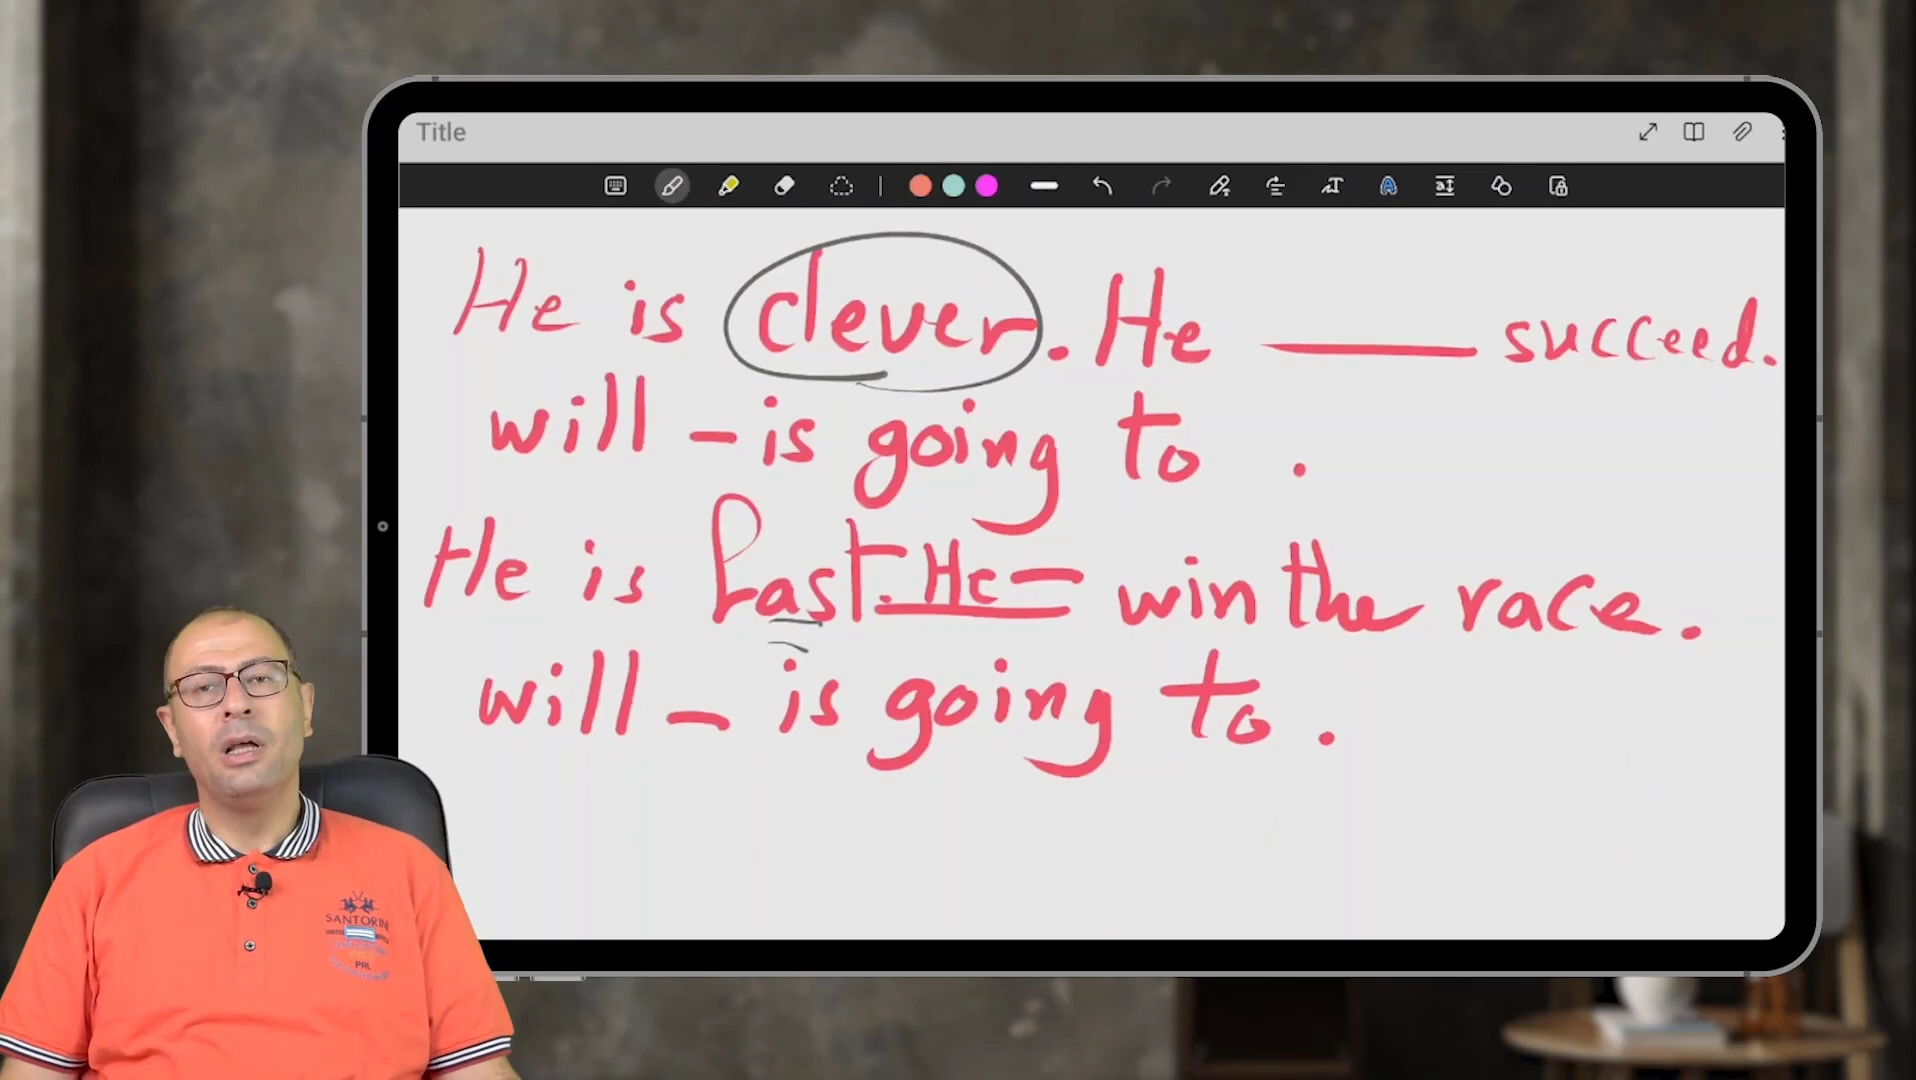 Title
He is clever. He ____ succeed.
will - is going to .
He is fast. He = win the race.
will - is going to .
SANTORINI
PRL